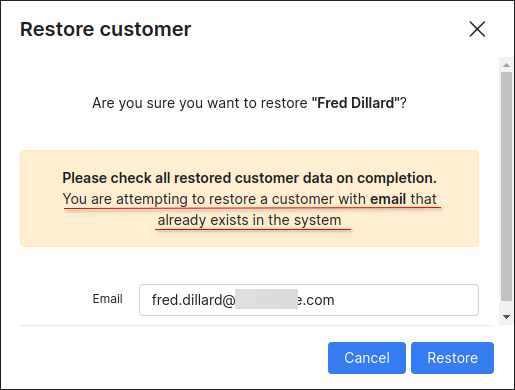 Restore customer
Are you sure you want to restore "Fred Dillard"?
Please check all restored customer data on completion.
You are attempting to restore a customer with email that
already exists in the system
Email
fred.dillard@ e.com
Cancel
Restore